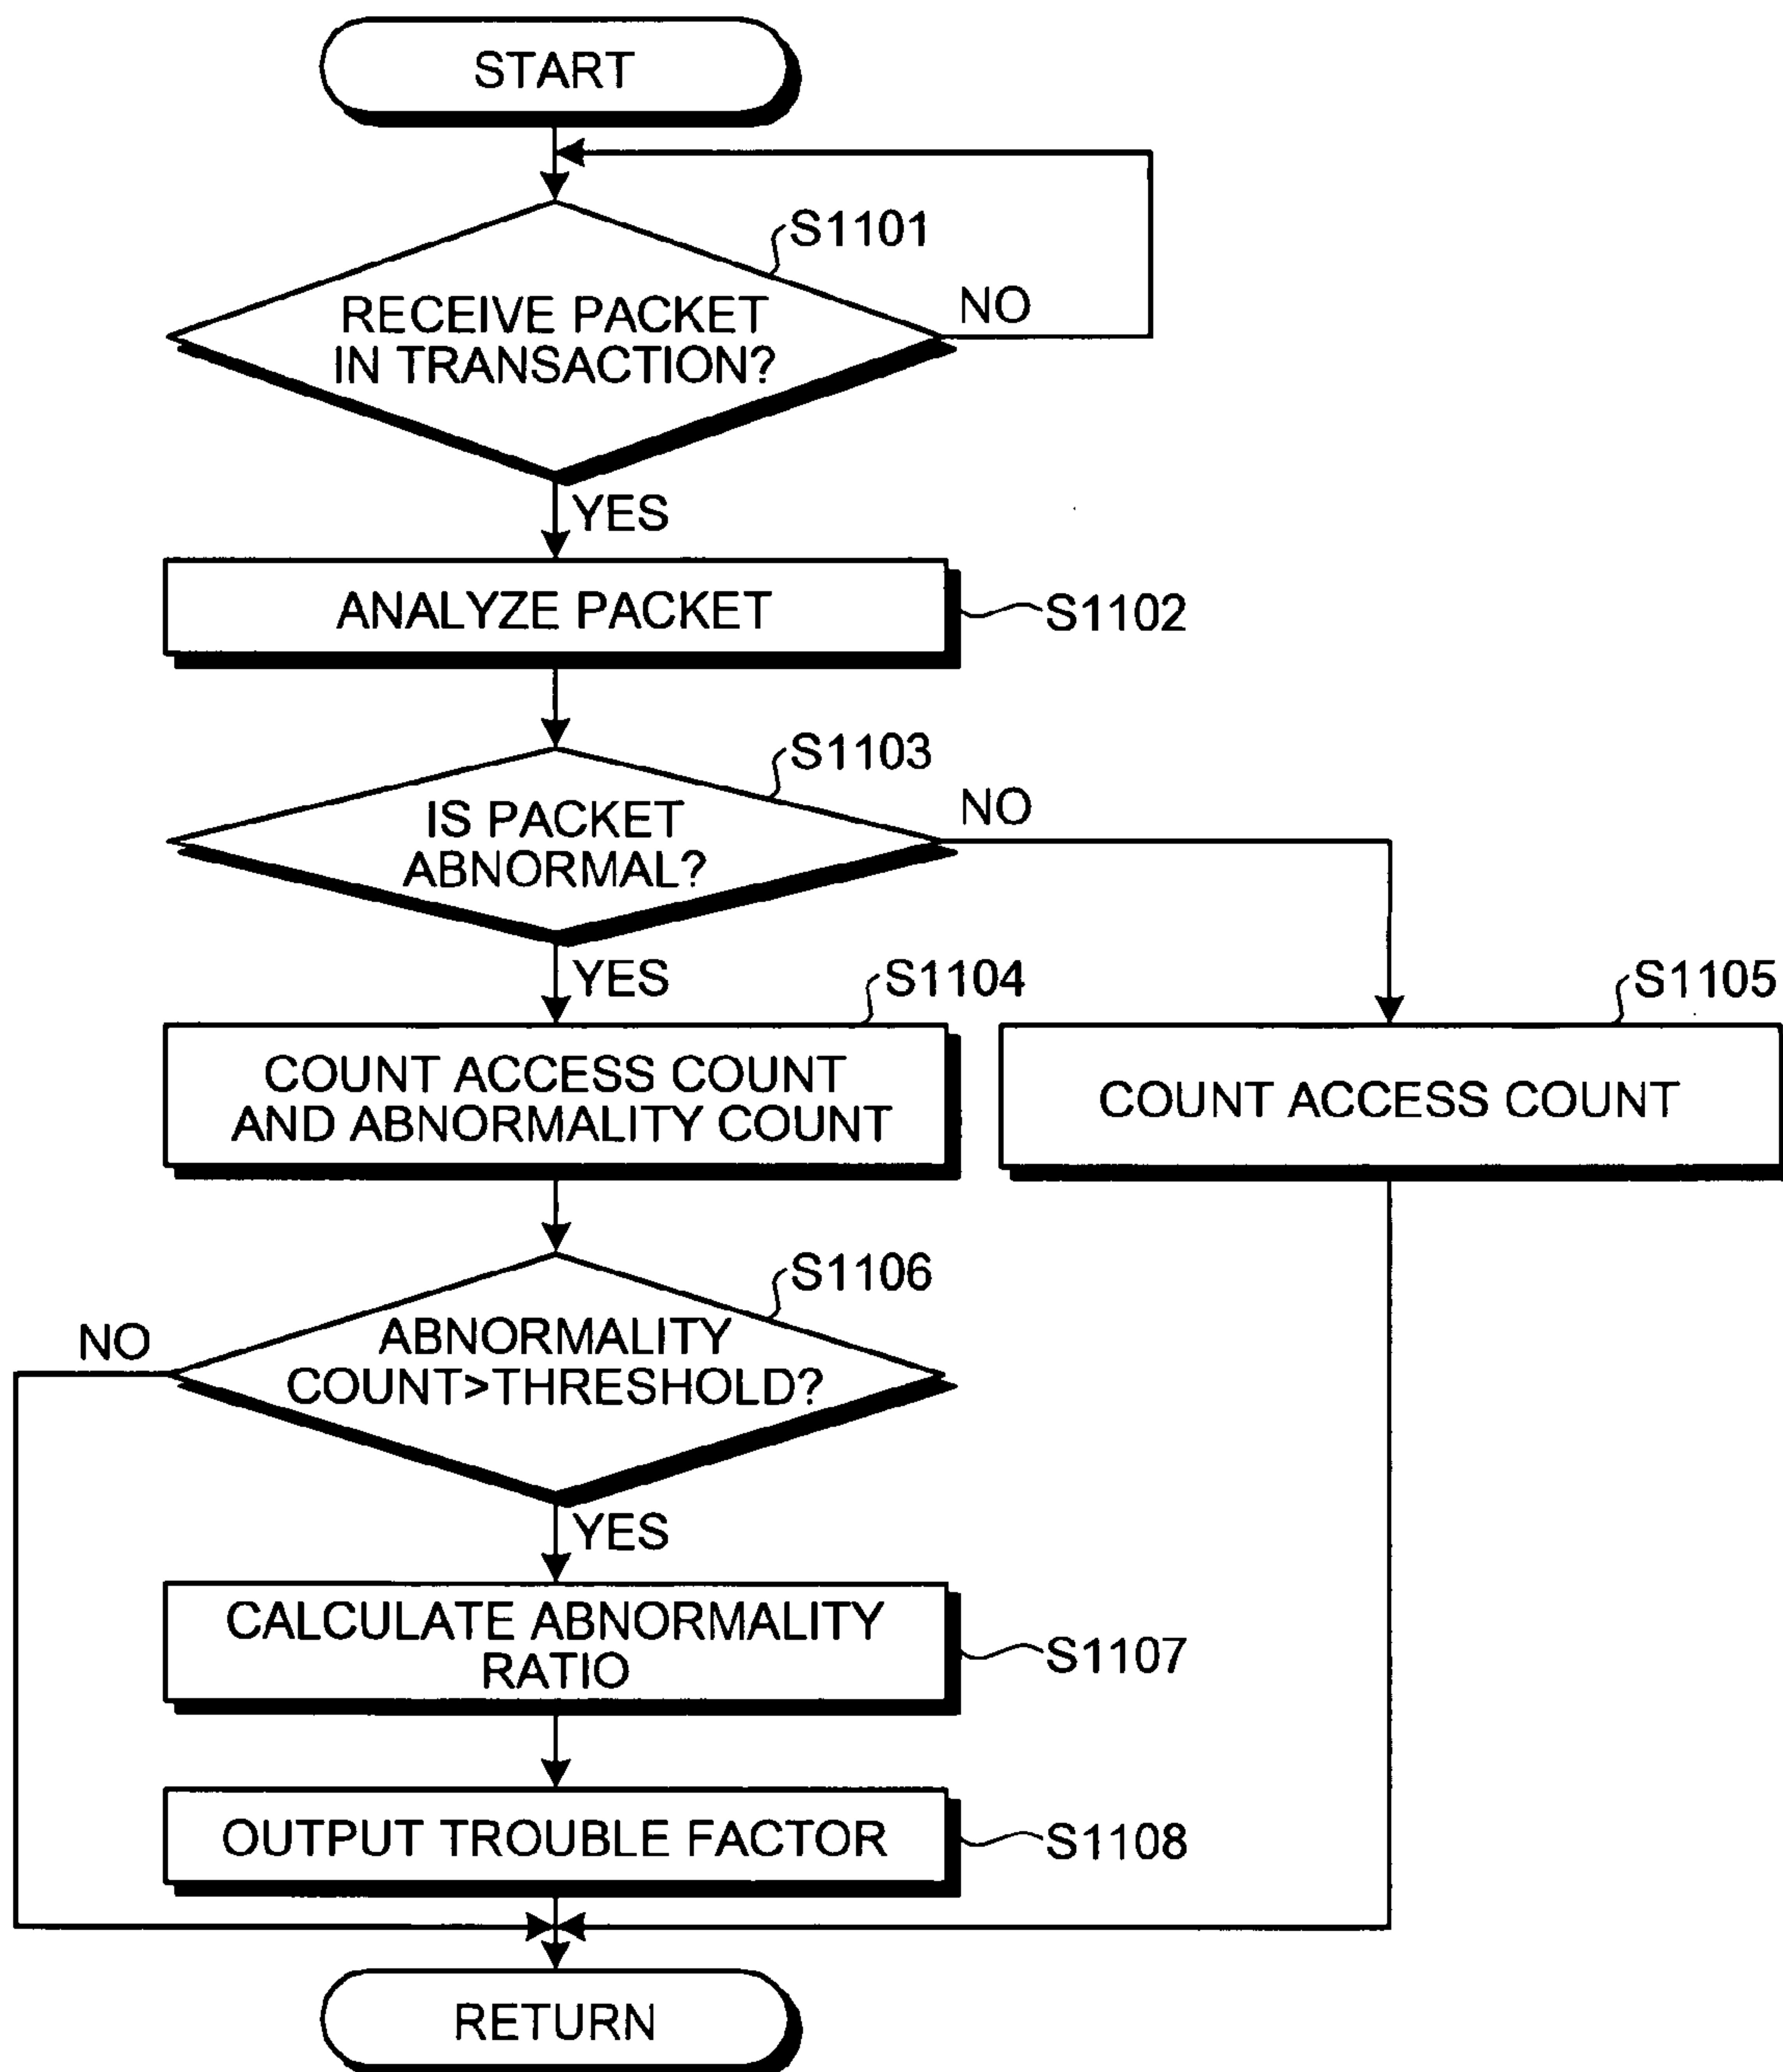 START
S1101
RECEIVE PACKET
IN TRANSACTION?
NO
YES
ANALYZE PACKET
S1102
S1103
IS PACKET
ABNORMAL?
NO
YES
S1104
S1105
COUNT ACCESS COUNT
AND ABNORMALITY COUNT
COUNT ACCESS COUNT
S1106
NO
ABNORMALITY
COUNT>THRESHOLD?
YES
CALCULATE ABNORMALITY
RATIO
S1107
OUTPUT TROUBLE FACTOR
S1108
RETURN